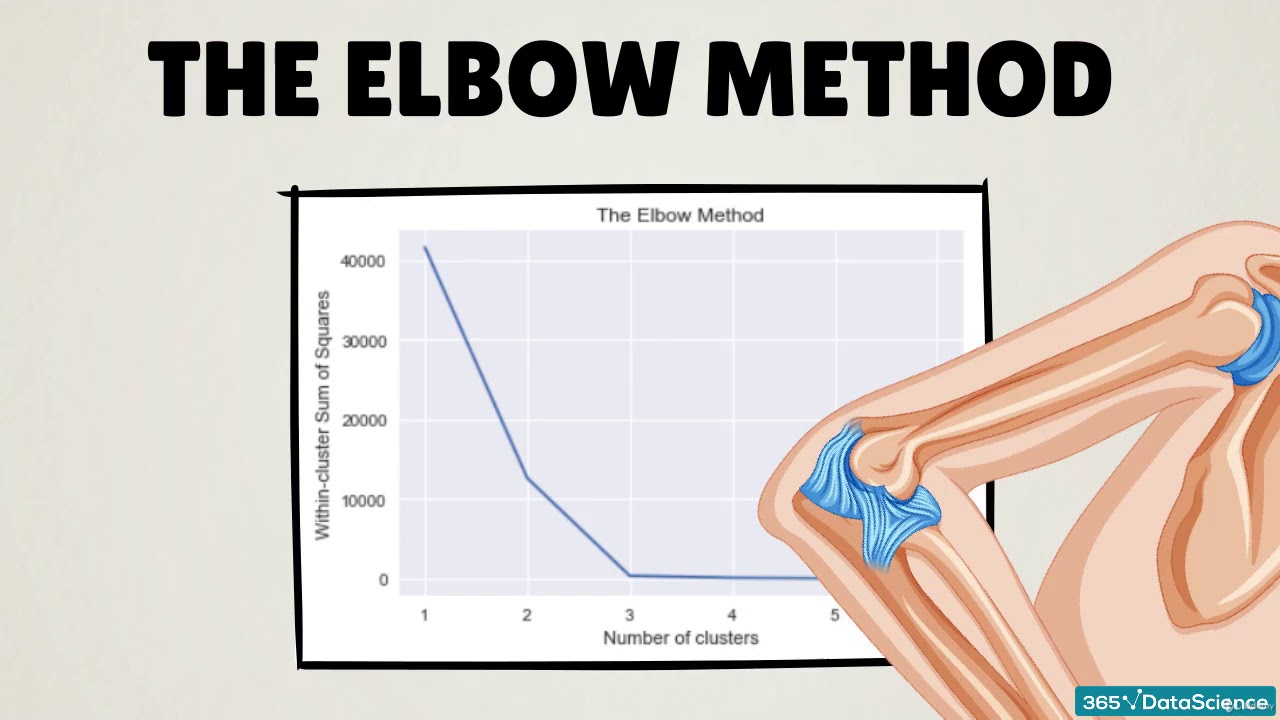 THE ELBOW METHOD
The Elbow Method
40000
30000
20000
10000
0
Within-cluster Sum of Squares
1 2 3 4 5
Number of clusters
365 DataScience